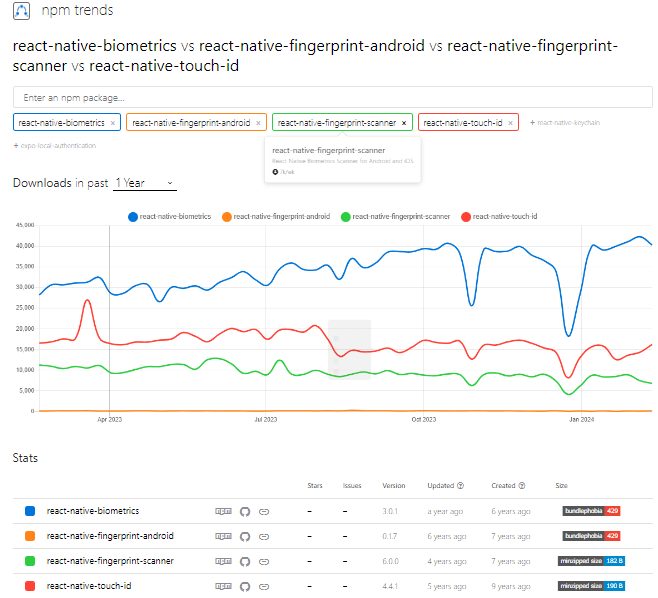 npm trends
react-native-biometrics vs react-native-fingerprint-android vs react-native-fingerprint-
scanner vs react-native-touch-id
Enter an npm package...
react-native-biometrics × react-native-fingerprint-android × react-native-fingerprint-scanner × react-native-touch-id × + react-native-keychain
+ expo-local-authentication
react-native-fingerprint-scanner
React Native Biometrics Scanner for Android and iOS
/k/wk
Downloads in past 1 Year
react-native-biometrics react-native-fingerprint-android react-native-fingerprint-scanner react-native-touch-id
45,000
40,000
35,000
30,000
25,000
20,000
15,000
10,000
5,000
0
Apr 2023 Jul 2023 Oct 2023 Jan 2024
Stats
Stars Issues Version Updated Created Size
react-native-biometrics npm – – 3.0.1 a year ago 6 years ago bundlephobia 429
react-native-fingerprint-android npm – – 0.1.7 6 years ago 7 years ago bundlephobia 429
react-native-fingerprint-scanner npm – – 6.0.0 4 years ago 7 years ago minzipped size 182 B
react-native-touch-id npm – – 4.4.1 5 years ago 9 years ago minzipped size 190 B